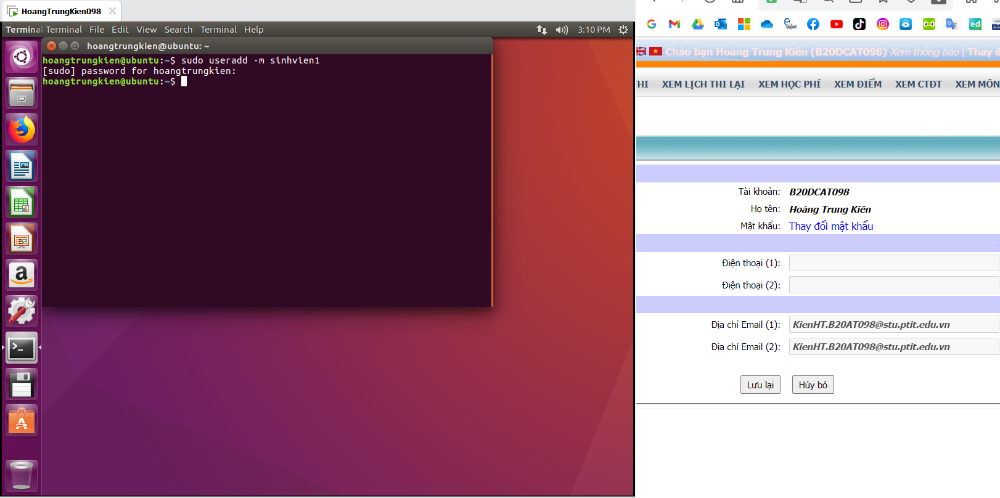 HoangTrungKien098
Terminal Terminal File Edit View Search Terminal Help 3:10 PM
hoangtrungkien@ubuntu: ~
hoangtrungkien@ubuntu:~$ sudo useradd -m sinhvien1
[sudo] password for hoangtrungkien:
hoangtrungkien@ubuntu:~$
Chào bạn Hoàng Trung Kiên (B20DCAT098) Xem thông báo | Thay đ
THI XEM LỊCH THI LẠI XEM HỌC PHÍ XEM ĐIỂM XEM CTĐT XEM MÔN
Tài khoản: B20DCAT098
Họ tên: Hoàng Trung Kiên
Mật khẩu: Thay đổi mật khẩu
Điện thoại (1):
Điện thoại (2):
Địa chỉ Email (1): KienHT.B20AT098@stu.ptit.edu.vn
Địa chỉ Email (2): KienHT.B20AT098@stu.ptit.edu.vn
Lưu lại Hủy bỏ